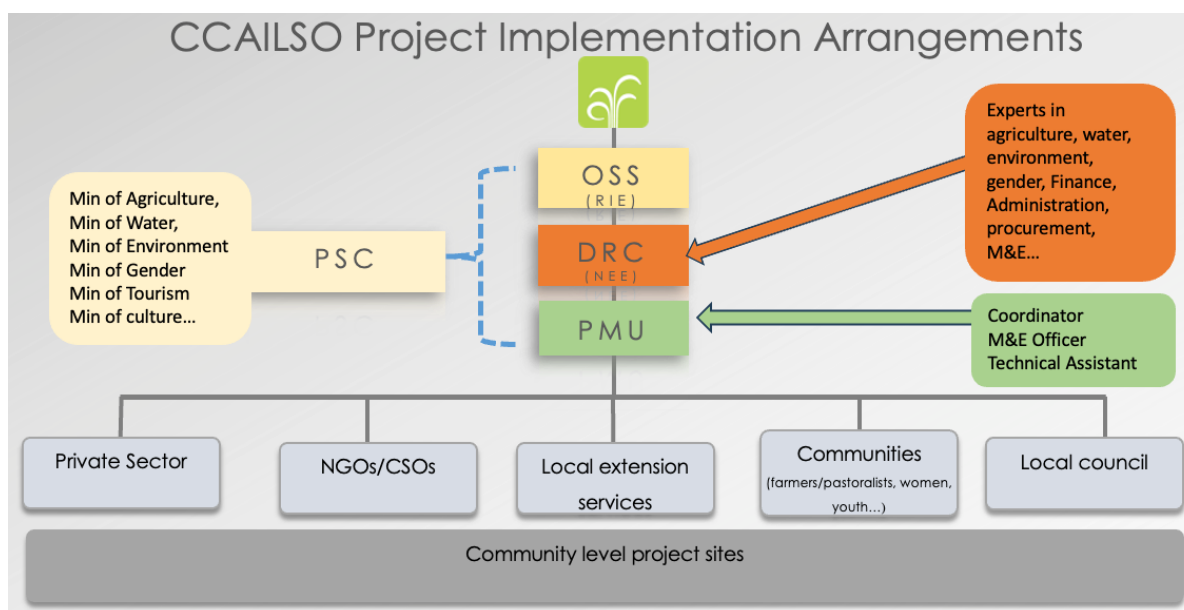 CCAILSO Project Implementation Arrangements
af
OSS
(RIE)
DRC
(NEE)
PMU
PSC
Min of Agriculture,
Min of Water,
Min of Environment
Min of Gender
Min of Tourism
Min of culture...
Experts in
agriculture, water,
environment,
gender, Finance,
Administration,
procurement,
M&E...
Coordinator
M&E Officer
Technical Assistant
Private Sector
NGOs/CSOs
Local extension
services
Communities
(farmers/pastoralists, women,
youth...)
Local council
Community level project sites